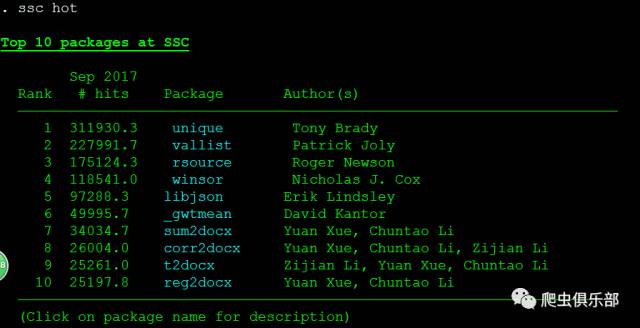 . ssc hot
Top 10 packages at SSC
Sep 2017
Rank # hits Package Author(s)
1 311930.3 unique Tony Brady
2 227991.7 vallist Patrick Joly
3 175124.3 rsource Roger Newson
4 118541.0 winsor Nicholas J. Cox
5 97288.3 libjson Erik Lindsley
6 49995.7 _gwtmean David Kantor
7 34034.7 sum2docx Yuan Xue, Chuntao Li
8 26004.0 corr2docx Yuan Xue, Chuntao Li, Zijian Li
9 25261.0 t2docx Zijian Li, Yuan Xue, Chuntao Li
10 25197.8 reg2docx Yuan Xue, Chuntao Li
(Click on package name for description)
爬虫俱乐部